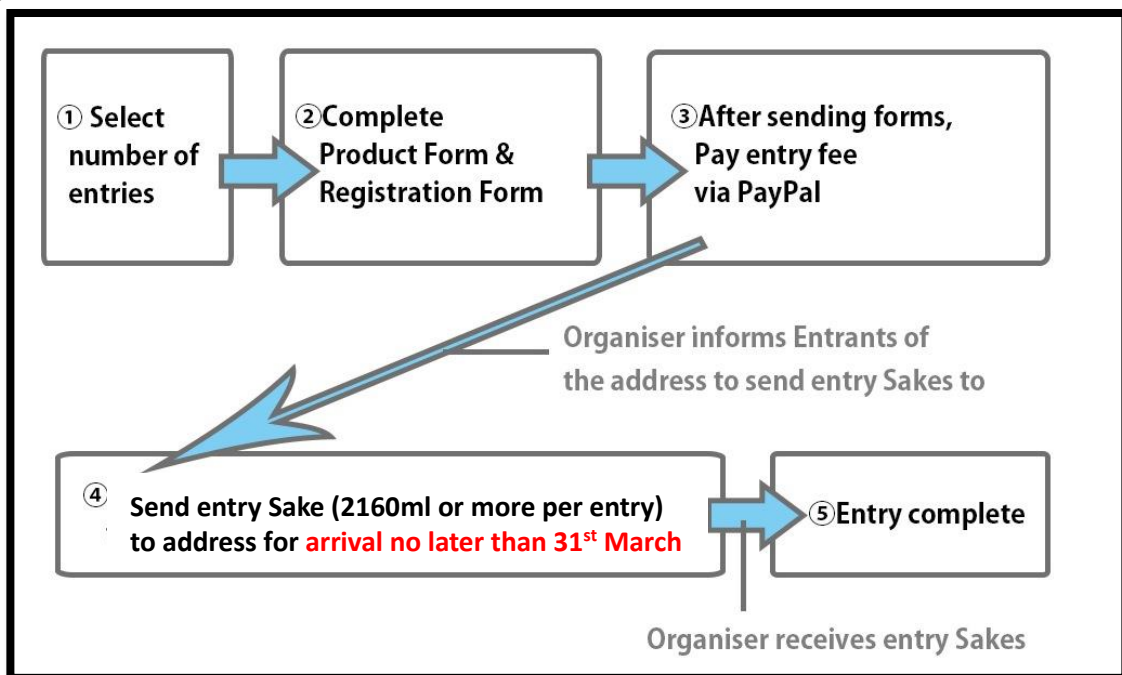 ① Select
number of
entries
②Complete
Product Form &
Registration Form
③After sending forms,
Pay entry fee
via PayPal
Organiser informs Entrants of
the address to send entry Sakes to
④
Send entry Sake (2160ml or more per entry)
to address for arrival no later than 31st March
⑤Entry complete
Organiser receives entry Sakes